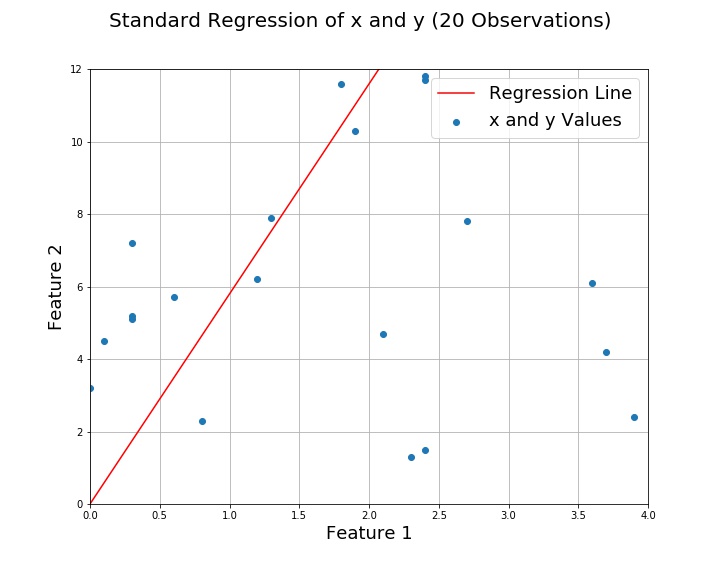 Standard Regression of x and y (20 Observations)
Regression Line
x and y Values
12
10
8
6
4
2
0
Feature 2
0.0 0.5 1.0 1.5 2.0 2.5 3.0 3.5 4.0
Feature 1